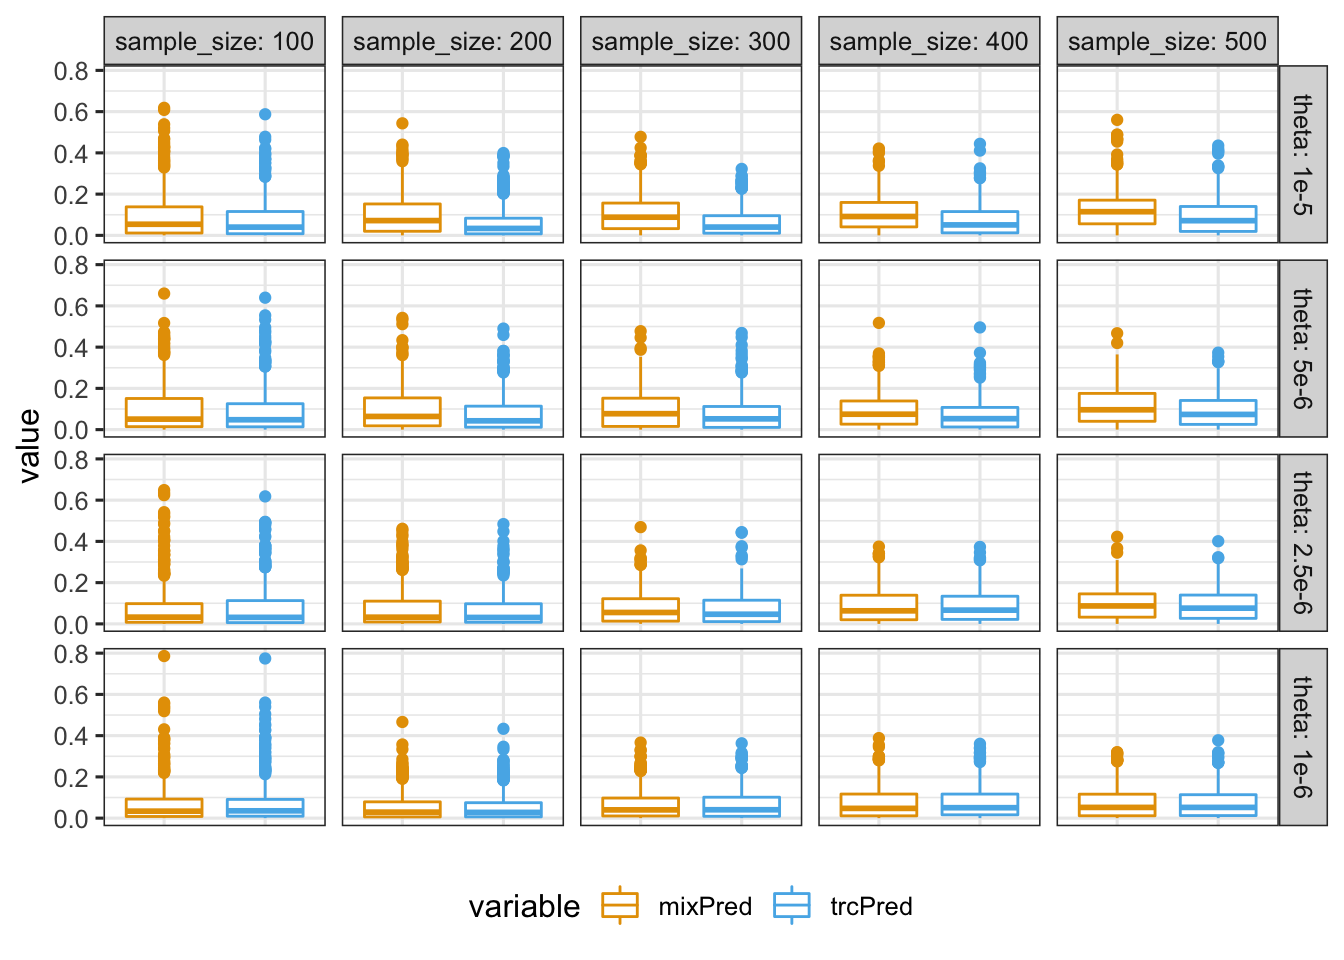 sample_size: 100
sample_size: 200
sample_size: 300
sample_size: 400
sample_size: 500
value
0.8
0.6
0.4
0.2
0.0
theta: 1e-5
0.8
0.6
0.4
0.2
0.0
theta: 5e-6
0.8
0.6
0.4
0.2
0.0
theta: 2.5e-6
0.8
0.6
0.4
0.2
0.0
theta: 1e-6
variable mixPred trcPred